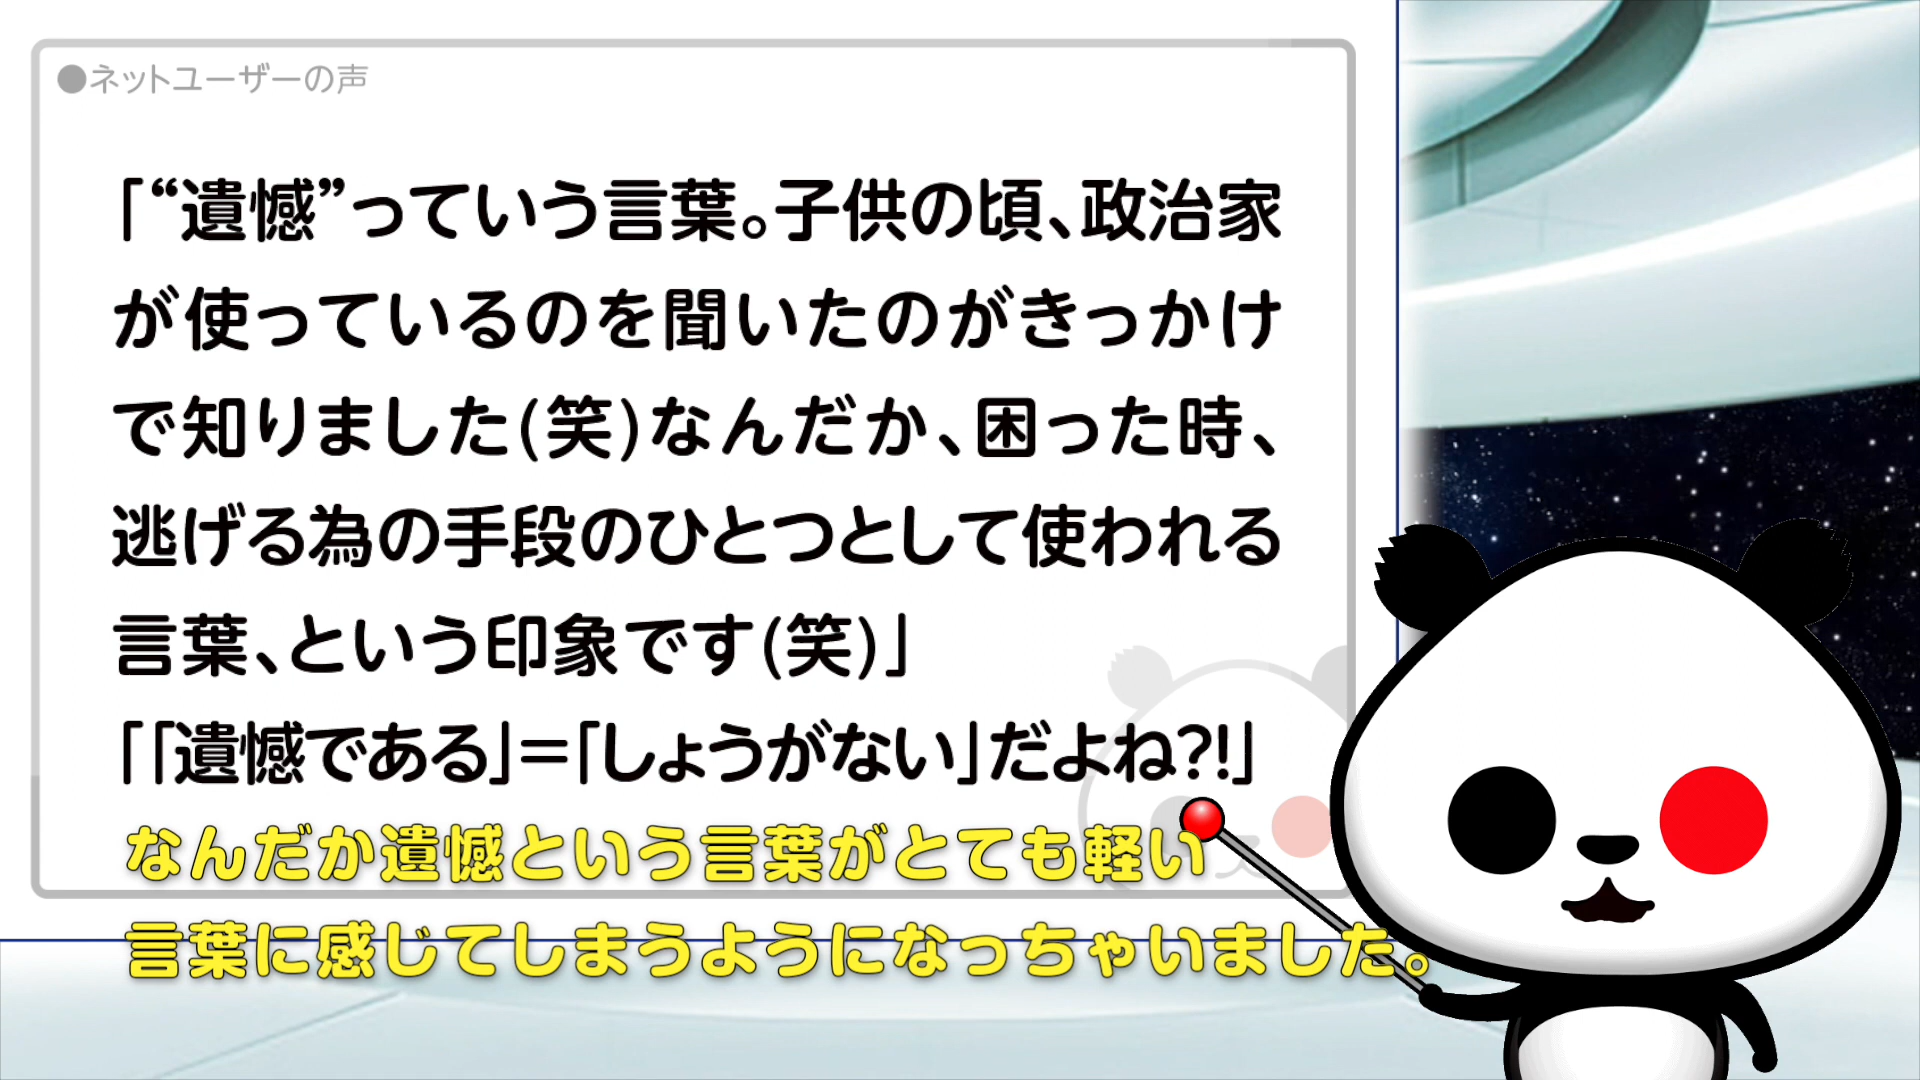 ●ネットユーザーの声
「“遺憾”っていう言葉。子供の頃、政治家
が使っているのを聞いたのがきっかけ
で知りました(笑)なんだか、困った時、
逃げる為の手段のひとつとして使われる
言葉、という印象です(笑)」
「「遺憾である」=「しょうがない」だよね?!」
なんだか遺憾という言葉がとても軽い
言葉に感じてしまうようになっちゃいました。